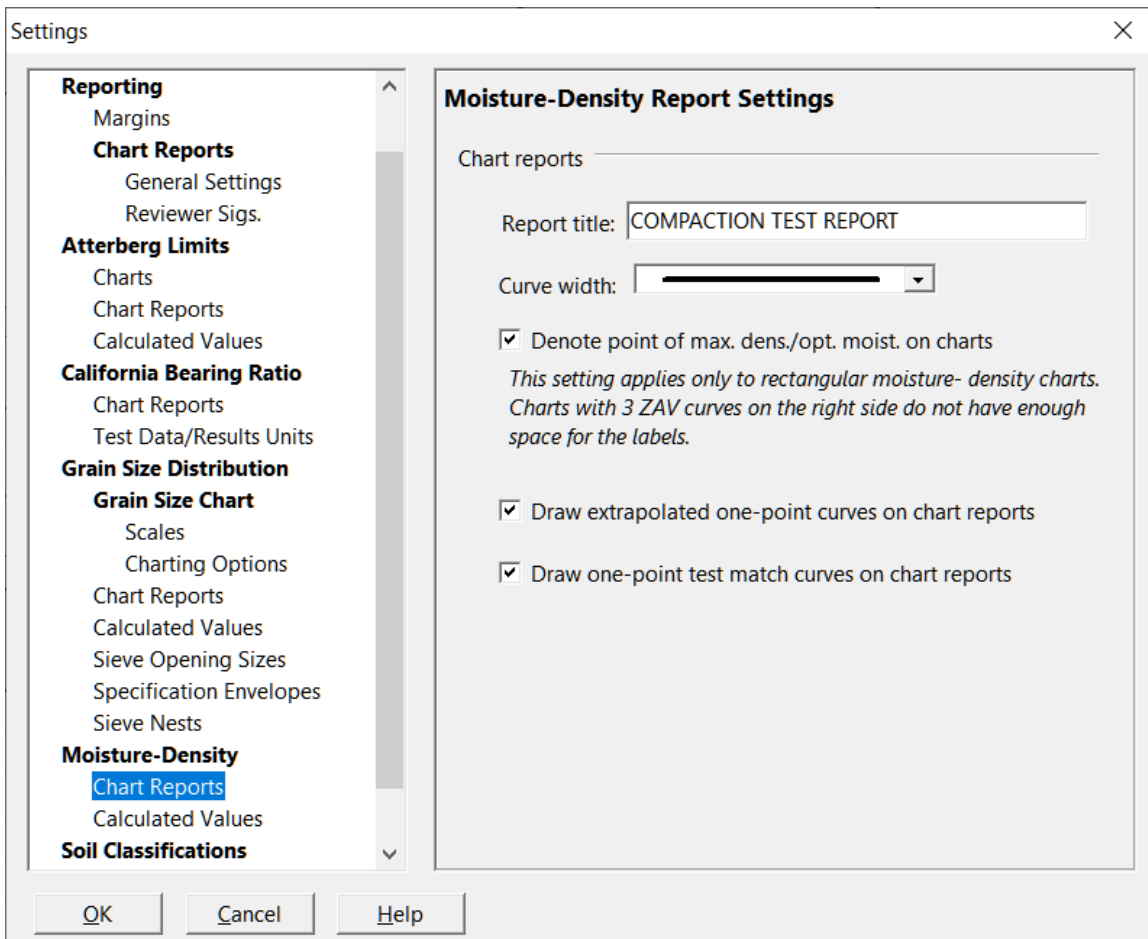 Settings
Reporting
Margins
Chart Reports
General Settings
Reviewer Sigs.
Atterberg Limits
Charts
Chart Reports
Calculated Values
California Bearing Ratio
Chart Reports
Test Data/Results Units
Grain Size Distribution
Grain Size Chart
Scales
Charting Options
Chart Reports
Calculated Values
Sieve Opening Sizes
Specification Envelopes
Sieve Nests
Moisture-Density
Chart Reports
Calculated Values
Soil Classifications
Moisture-Density Report Settings
Chart reports
Report title: COMPACTION TEST REPORT
Curve width:
Denote point of max. dens./opt. moist. on charts
This setting applies only to rectangular moisture- density charts.
Charts with 3 ZAV curves on the right side do not have enough
space for the labels.
Draw extrapolated one-point curves on chart reports
Draw one-point test match curves on chart reports
OK Cancel Help